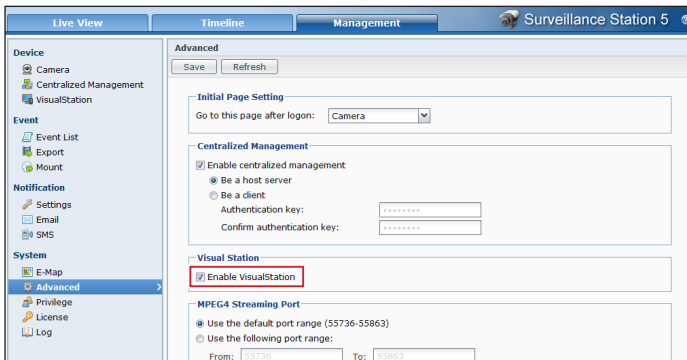 Live View
Timeline
Management
Surveillance Station 5
Device
Camera
Centralized Management
VisualStation
Event
Event List
Export
Mount
Notification
Settings
Email
SMS
System
E-Map
Advanced
Privilege
License
Log
Advanced
Save Refresh
Initial Page Setting
Go to this page after logon: Camera
Centralized Management
Enable centralized management
Be a host server
Be a client
Authentication key: ••••••••
Confirm authentication key: ••••••••
Visual Station
Enable VisualStation
MPEG4 Streaming Port
Use the default port range (55736-55863)
Use the following port range:
From: 55736 To: 55863